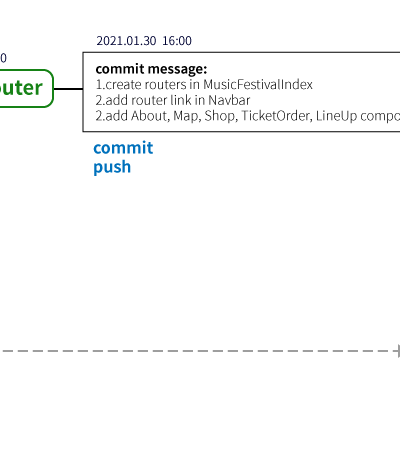 2021.01.30 16:00
0
commit message:
outer
1.create routers in MusicFestivalIndex
2.add router link in Navbar
2.add About, Map, Shop, TicketOrder, LineUp compo
commit
push